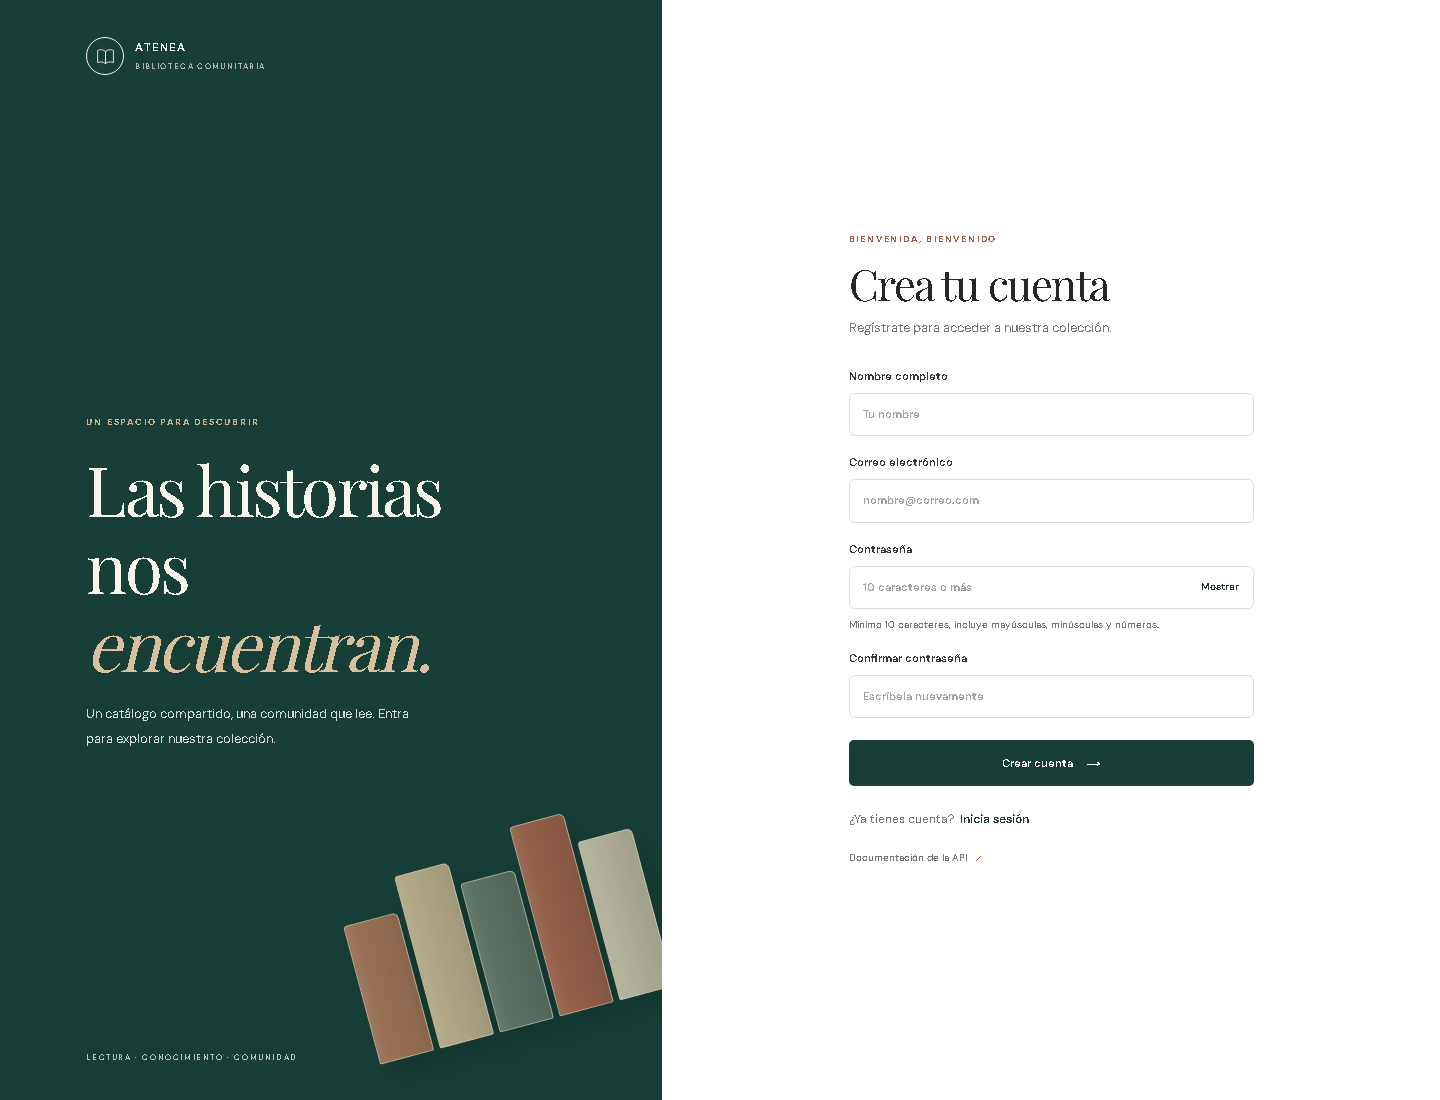 ATENEA
BIBLIOTECA COMUNITARIA
UN ESPACIO PARA DESCUBRIR
Las historias
nos
encuentran.
Un catálogo compartido, una comunidad que lee. Entra
para explorar nuestra colección.
LECTURA · CONOCIMIENTO · COMUNIDAD
BIENVENIDA, BIENVENIDO
Crea tu cuenta
Regístrate para acceder a nuestra colección.
Nombre completo
Tu nombre
Correo electrónico
nombre@correo.com
Contraseña
10 caracteres o más Mostrar
Mínimo 10 caracteres, incluye mayúsculas, minúsculas y números.
Confirmar contraseña
Escríbela nuevamente
Crear cuenta →
¿Ya tienes cuenta? Inicia sesión
Documentación de la API